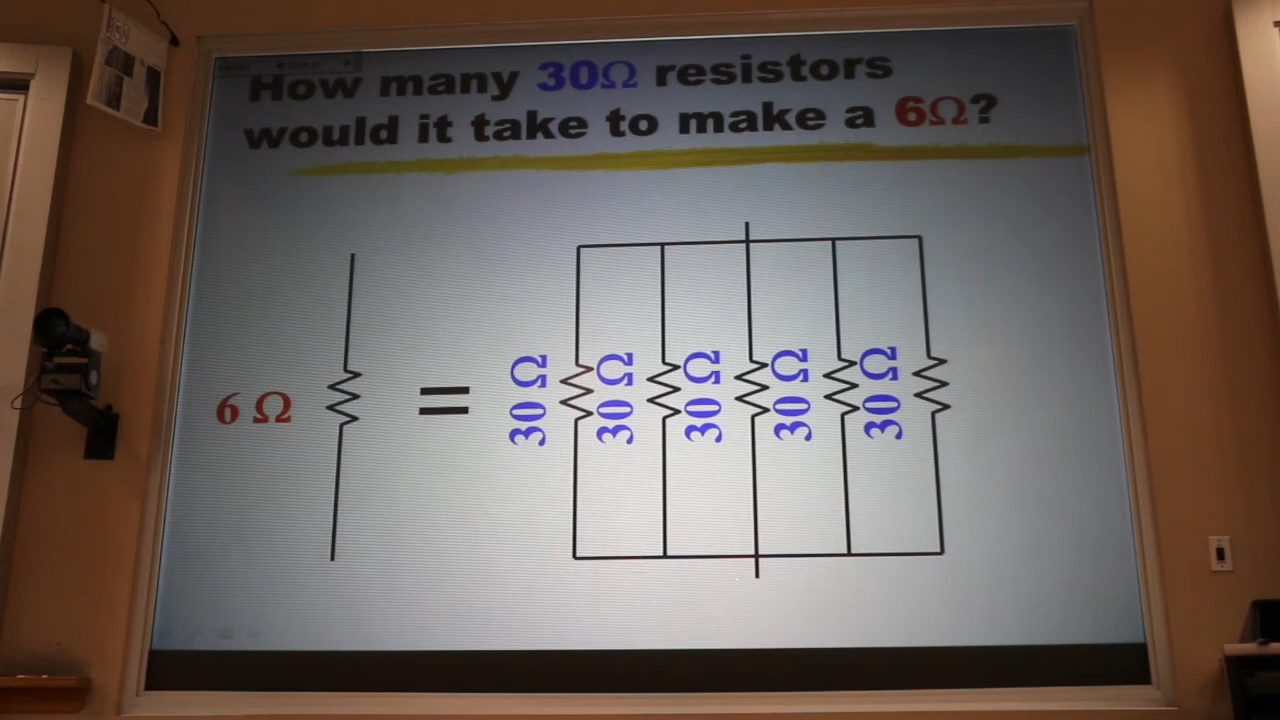 How many 30Ω resistors
would it take to make a 6Ω?
6 Ω
=
30 Ω
30 Ω
30 Ω
30 Ω
30 Ω